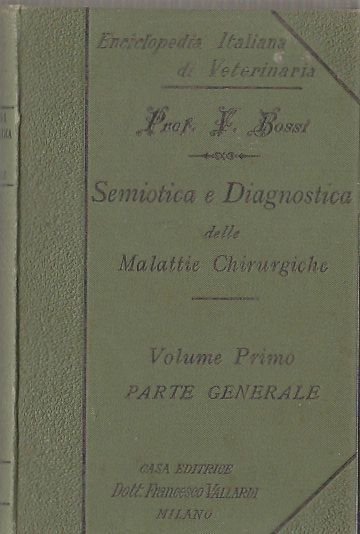 Enciclopedia Italiana
di Veterinaria
Prof. V. Bossi
Semiotica e Diagnostica
delle
Malattie Chirurgiche
Volume Primo
PARTE GENERALE
CASA EDITRICE
Dott. Francesco VALLARDI
MILANO